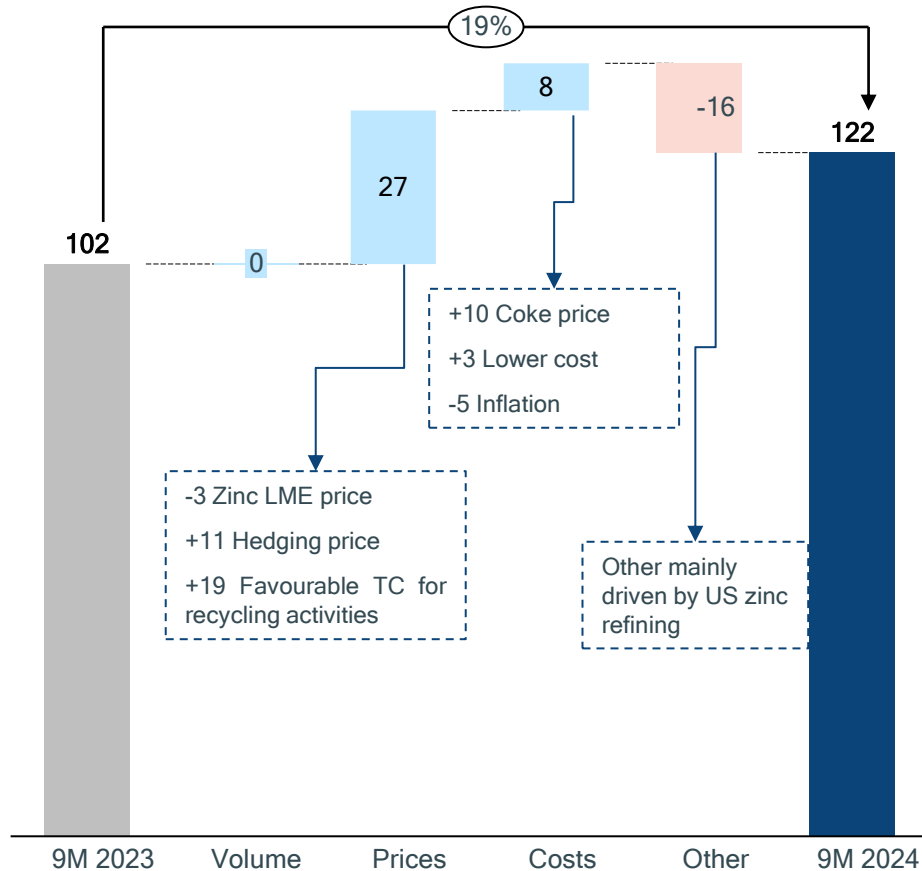 19%
8
-16
122
27
102
0
+10 Coke price
+3 Lower cost
-5 Inflation
-3 Zinc LME price
+11 Hedging price
+19 Favourable TC for
recycling activities
Other mainly
driven by US zinc
refining
9M 2023 Volume Prices Costs Other 9M 2024